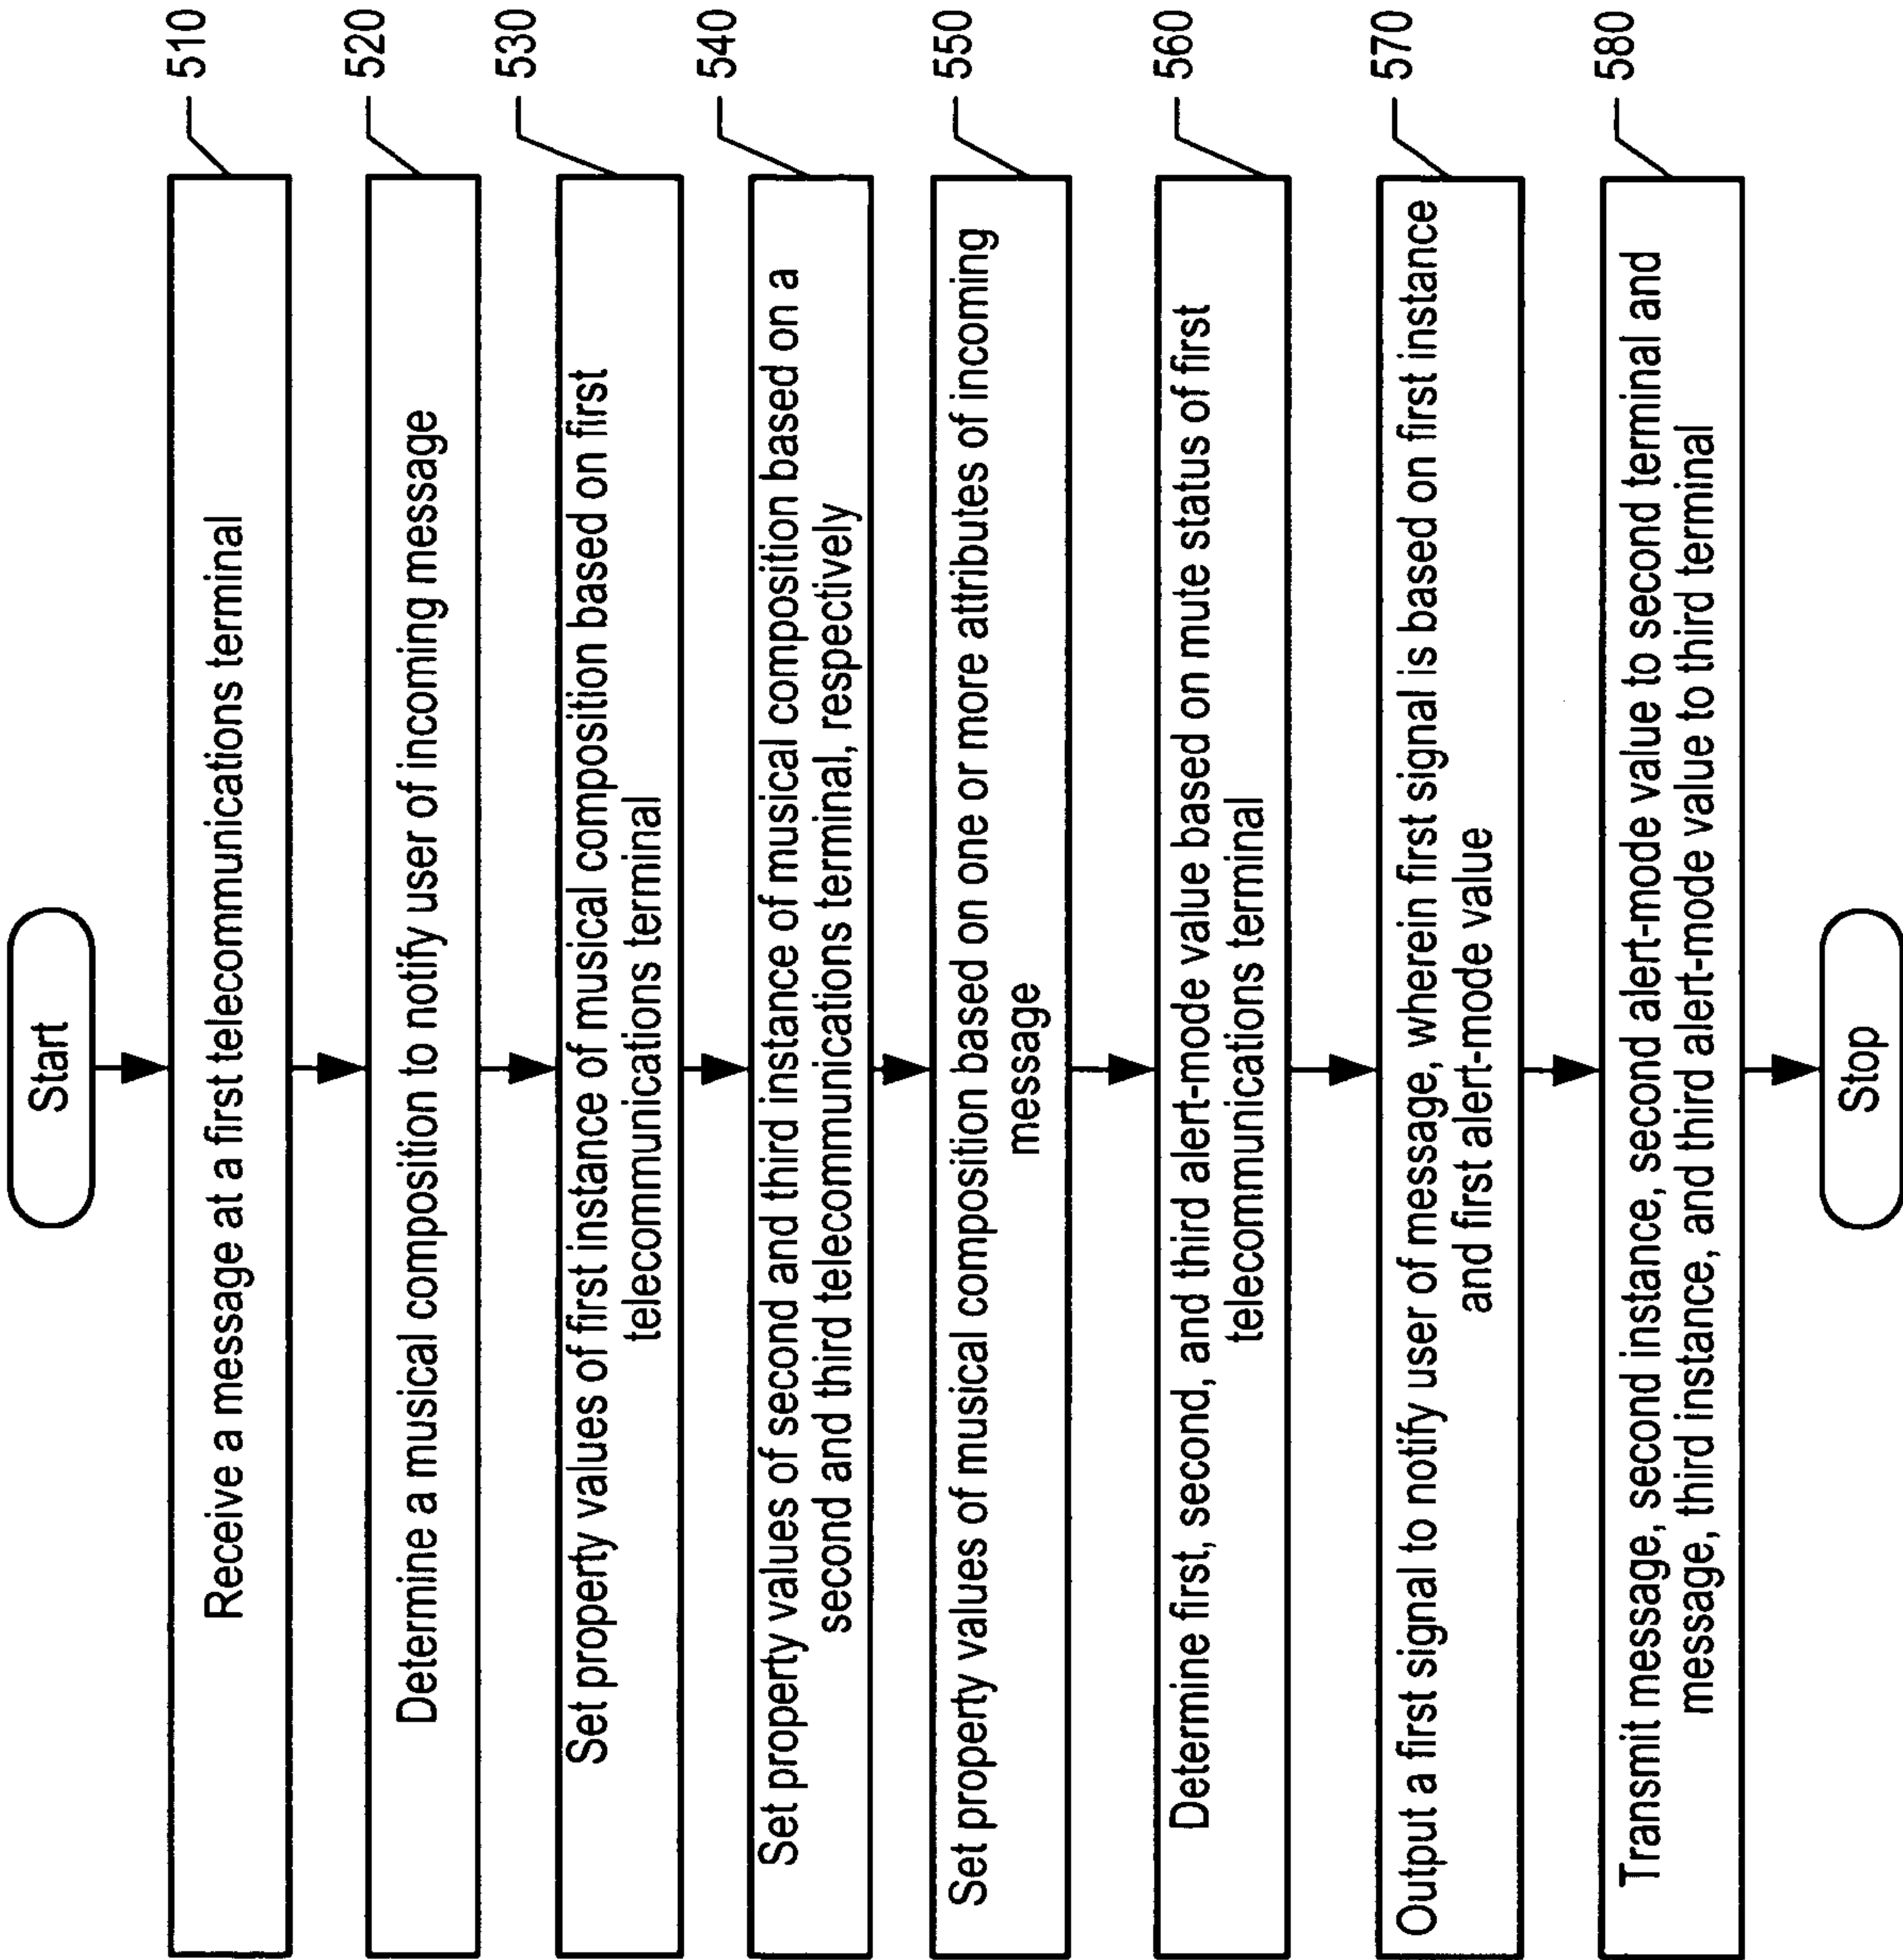 Start
510
Receive a message at a first telecommunications terminal
520
Determine a musical composition to notify user of incoming message
530
Set property values of first instance of musical composition based on first
telecommunications terminal
540
Set property values of second and third instance of musical composition based on a
second and third telecommunications terminal, respectively
550
Set property values of musical composition based on one or more attributes of incoming
message
560
Determine first, second, and third alert-mode value based on mute status of first
telecommunications terminal
570
Output a first signal to notify user of message, wherein first signal is based on first instance
and first alert-mode value
580
Transmit message, second instance, second alert-mode value to second terminal and
message, third instance, and third alert-mode value to third terminal
Stop